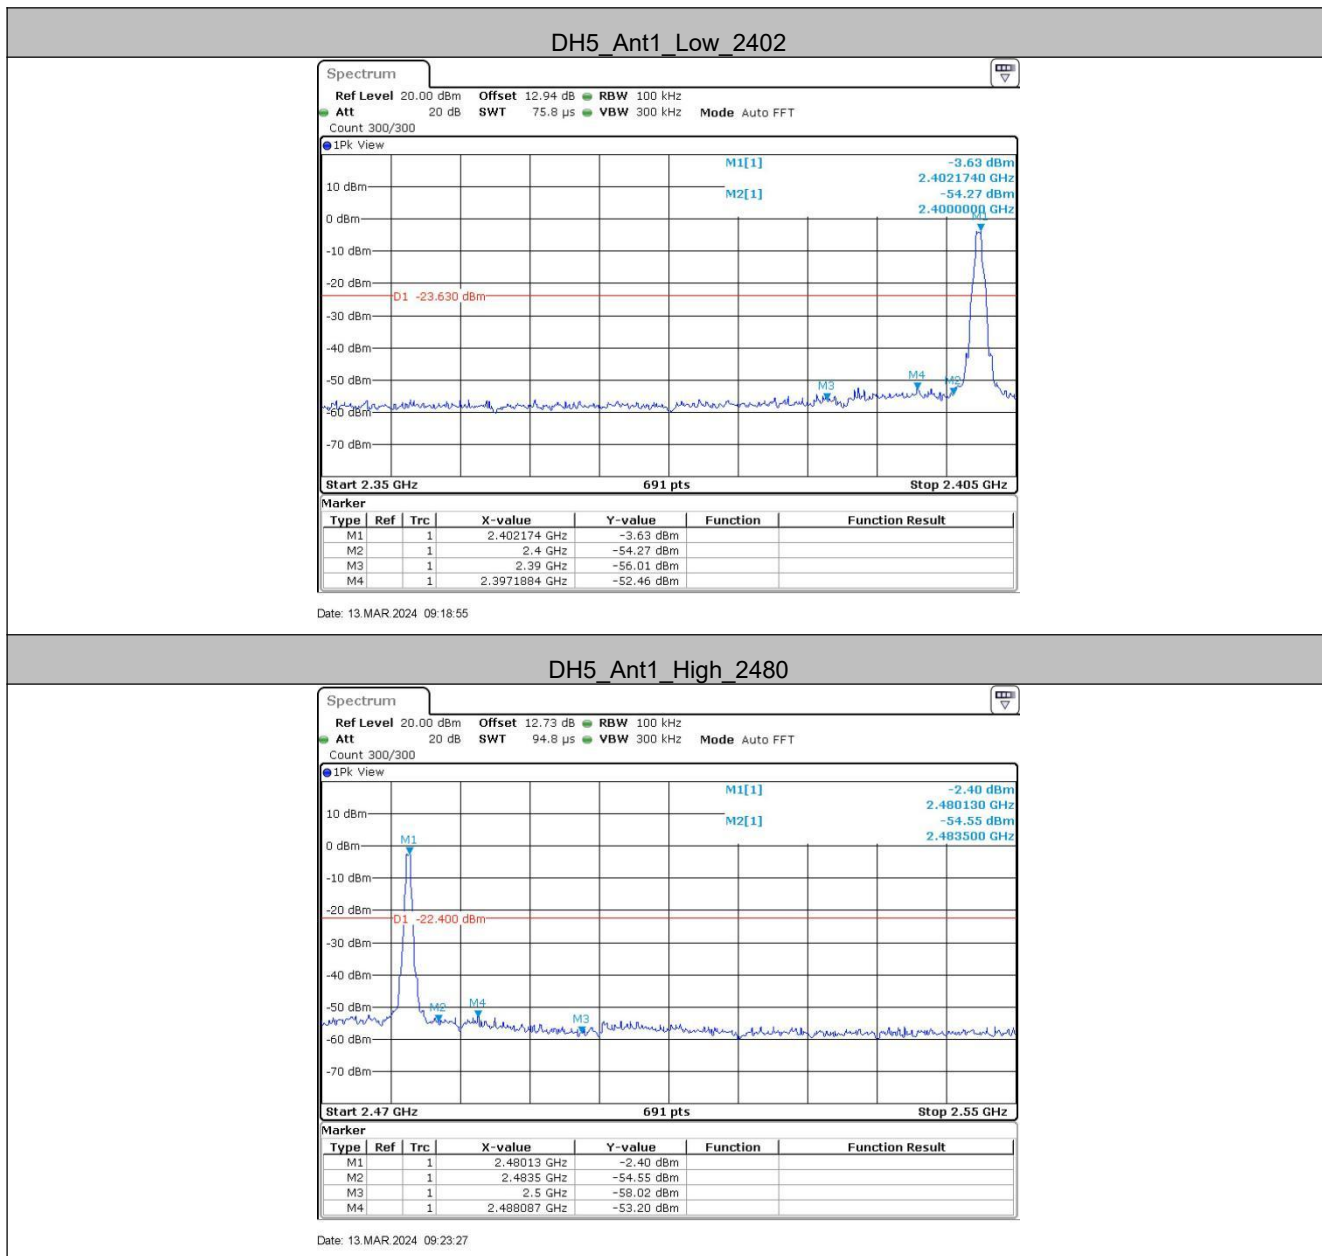 DH5_Ant1_Low_2402
Spectrum
Ref Level 20.00 dBm Offset 12.94 dB RBW 100 kHz
Att 20 dB SWT 75.8 µs VBW 300 kHz Mode Auto FFT
Count 300/300
1Pk View
M1[1] -3.63 dBm
2.4021740 GHz
M2[1] -54.27 dBm
2.4000000 GHz
10 dBm
0 dBm
M1
-10 dBm
-20 dBm
D1 -23.630 dBm
-30 dBm
-40 dBm
-50 dBm
M3 M4 M2
-60 dBm
-70 dBm
Start 2.35 GHz 691 pts Stop 2.405 GHz
Marker
Type Ref Trc X-value Y-value Function Function Result
M1 1 2.402174 GHz -3.63 dBm
M2 1 2.4 GHz -54.27 dBm
M3 1 2.39 GHz -56.01 dBm
M4 1 2.3971884 GHz -52.46 dBm
Date: 13.MAR.2024 09:18:55
DH5_Ant1_High_2480
Spectrum
Ref Level 20.00 dBm Offset 12.73 dB RBW 100 kHz
Att 20 dB SWT 94.8 µs VBW 300 kHz Mode Auto FFT
Count 300/300
1Pk View
M1[1] -2.40 dBm
2.480130 GHz
M2[1] -54.55 dBm
2.483500 GHz
10 dBm
0 dBm
M1
-10 dBm
-20 dBm
D1 -22.400 dBm
-30 dBm
-40 dBm
-50 dBm
M2 M4 M3
-60 dBm
-70 dBm
Start 2.47 GHz 691 pts Stop 2.55 GHz
Marker
Type Ref Trc X-value Y-value Function Function Result
M1 1 2.48013 GHz -2.40 dBm
M2 1 2.4835 GHz -54.55 dBm
M3 1 2.5 GHz -58.02 dBm
M4 1 2.488087 GHz -53.20 dBm
Date: 13.MAR.2024 09:23:27